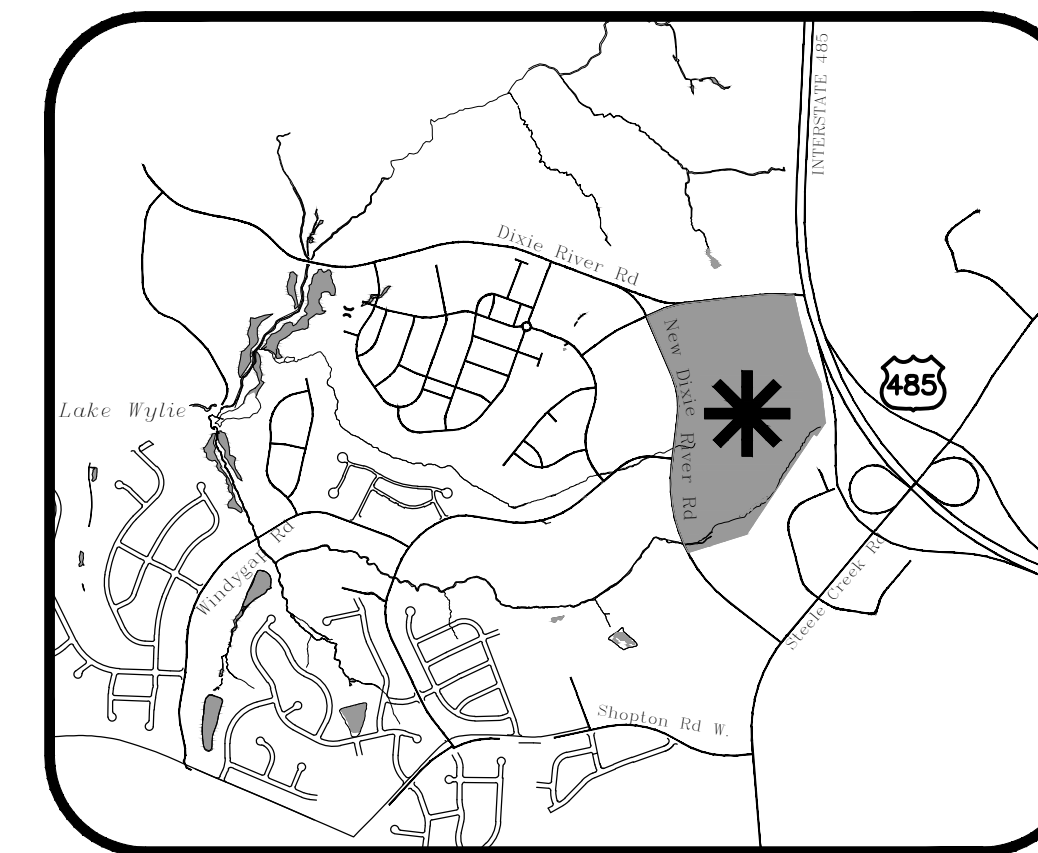 INTERSTATE 485
Dixie River Rd
New Dixie River Rd
485
Lake Wylie
Windygap Rd
Steele Creek Rd
Shopton Rd W.